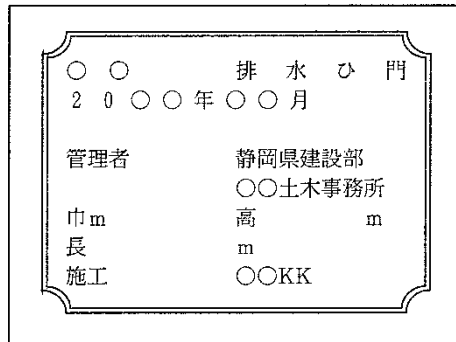 ○ ○ 排 水 ひ 門
2 0 ○ ○ 年 ○ ○ 月
管理者 静岡県建設部
○○土木事務所
巾m 高 m
長 m
施工 ○○KK